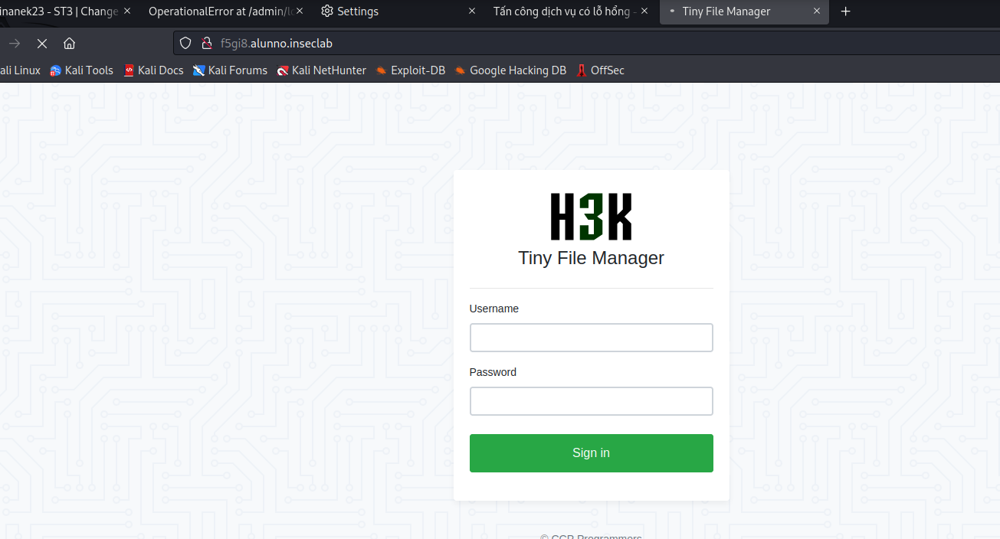 inanek23 - ST3 | Change OperationalError at /admin/lo Settings Tấn công dịch vụ có lỗ hổng - Tiny File Manager
f5gi8.alunno.inseclab
ali Linux Kali Tools Kali Docs Kali Forums Kali NetHunter Exploit-DB Google Hacking DB OffSec
H3K
Tiny File Manager
Username
Password
Sign in
© CCP Programmers